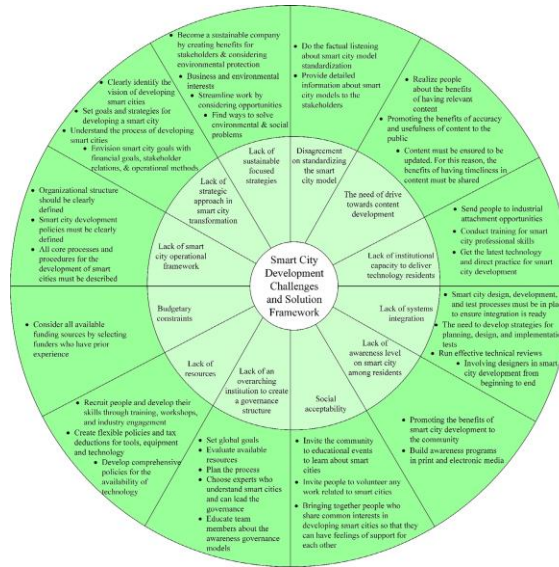 Smart City
Development
Challenges
and Solution
Framework
Disagreement
on standardizing
the smart
city model
The need of drive
towards content
development
Lack of institutional
capacity to deliver
technology residents
Lack of systems
integration
Lack of
awareness level
on smart city
among residents
Social
acceptability
Lack of an
overarching
institution to create
a governance
structure
Lack of
resources
Budgetary
constraints
Lack of smart
city operational
framework
Lack of
strategic
approach in
smart city
transformation
Lack of
sustainable
focused
strategies
• Do the factual listening
about smart city model
standardization
• Provide detailed
information about smart
city models to the
stakeholders
• Realize people
about the benefits
of having relevant
content
• Promoting the benefits of accuracy
and usefulness of content to the
public
• Content must be ensured to be
updated. For this reason, the benefits
of having timeliness in
content must be shared
• Send people to industrial
attachment opportunities
• Conduct training for smart
city professional skills
• Get the latest technology
and direct practice for smart
city development
• Smart city design, development,
and test processes must be in pla
to ensure integration is ready
• The need to develop strategies for
planning, design, and implementatio
tests
• Run effective technical reviews
• Involving designers in smart
city development from
beginning to end
• Promoting the benefits of
smart city development to
the community
• Build awareness programs
in print and electronic media
• Invite the community
to educational events
to learn about smart
cities
• Invite people to volunteer any
work related to smart cities
• Bringing together people who
share common interests in
developing smart cities so that they
can have feelings of support for
each other
• Set global goals
• Evaluate available
resources
• Plan the process
• Choose experts who
understand smart cities and
can lead the
governance
• Educate team
members about the
awareness governance
models
• Recruit people and develop their
skills through training, workshops,
and industry engagement
• Create flexible policies and tax
deductions for tools, equipment
and technology
• Develop comprehensive
policies for the
availability of
technology
• Consider all available
funding sources by selecting
funders who have prior
experience
• Organizational structure
should be clearly
defined
• Smart city development
policies must be clearly
defined
• All core processes and
procedures for the
development of smart
cities must be described
• Clearly identify the
vision of developing
smart cities
• Set goals and strategies for
developing a smart city
• Understand the process of developing
smart cities
• Envision smart city goals with
financial goals, stakeholder
relations, & operational methods
• Become a sustainable company
by creating benefits for
stakeholders & considering
environmental protection
• Business and environmental
interests
• Streamline work by
considering opportunities
• Find ways to solve
environmental & social
problems